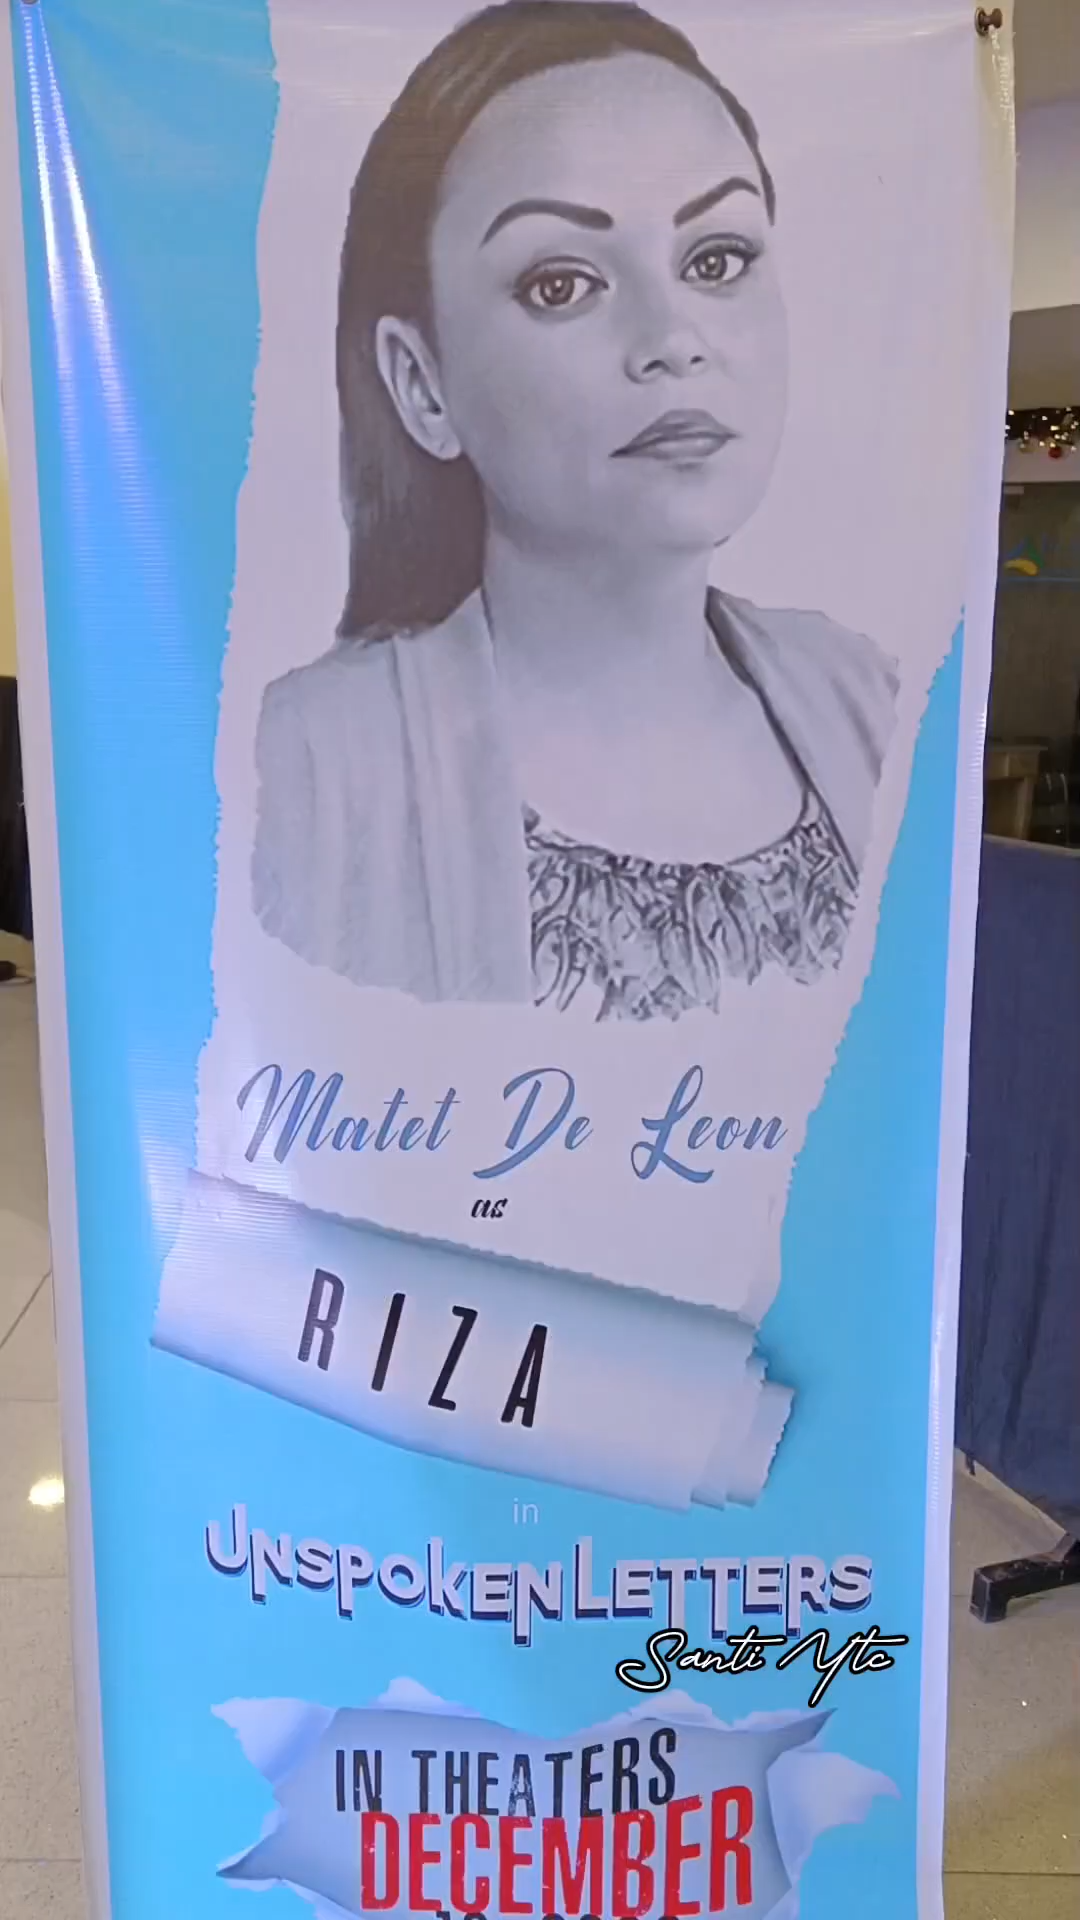 Matet De Leon
as
RIZA
in
UNSPOKEN LETTERS
Santi Ytc
IN THEATERS
DECEMBER